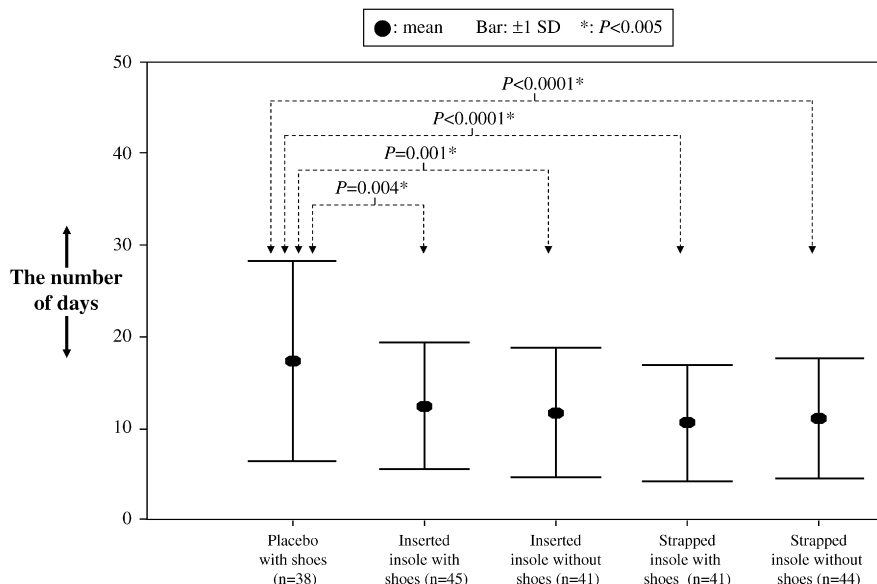 ●: mean Bar: ±1 SD *: P<0.005
50
40
30
20
10
0
The number
of days
P<0.0001*
P<0.0001*
P=0.001*
P=0.004*
Placebo
with shoes
(n=38)
Inserted
insole with
shoes (n=45)
Inserted
insole without
shoes (n=41)
Strapped
insole with
shoes (n=41)
Strapped
insole without
shoes (n=44)